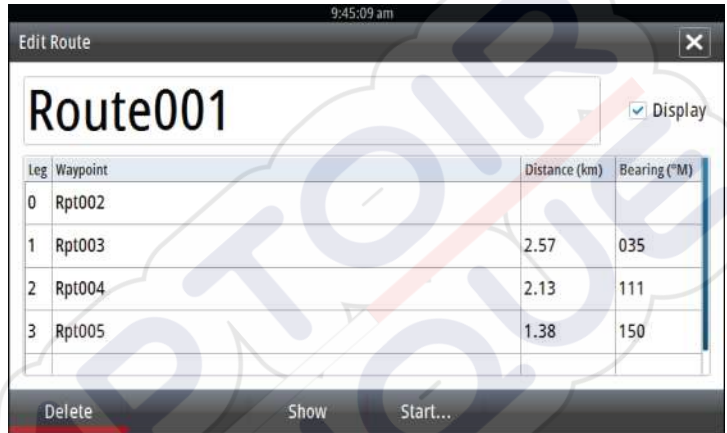 9:45:09 am
Edit Route
Route001
Display
Leg Waypoint Distance (km) Bearing (°M)
0 Rpt002
1 Rpt003 2.57 035
2 Rpt004 2.13 111
3 Rpt005 1.38 150
Delete Show Start...